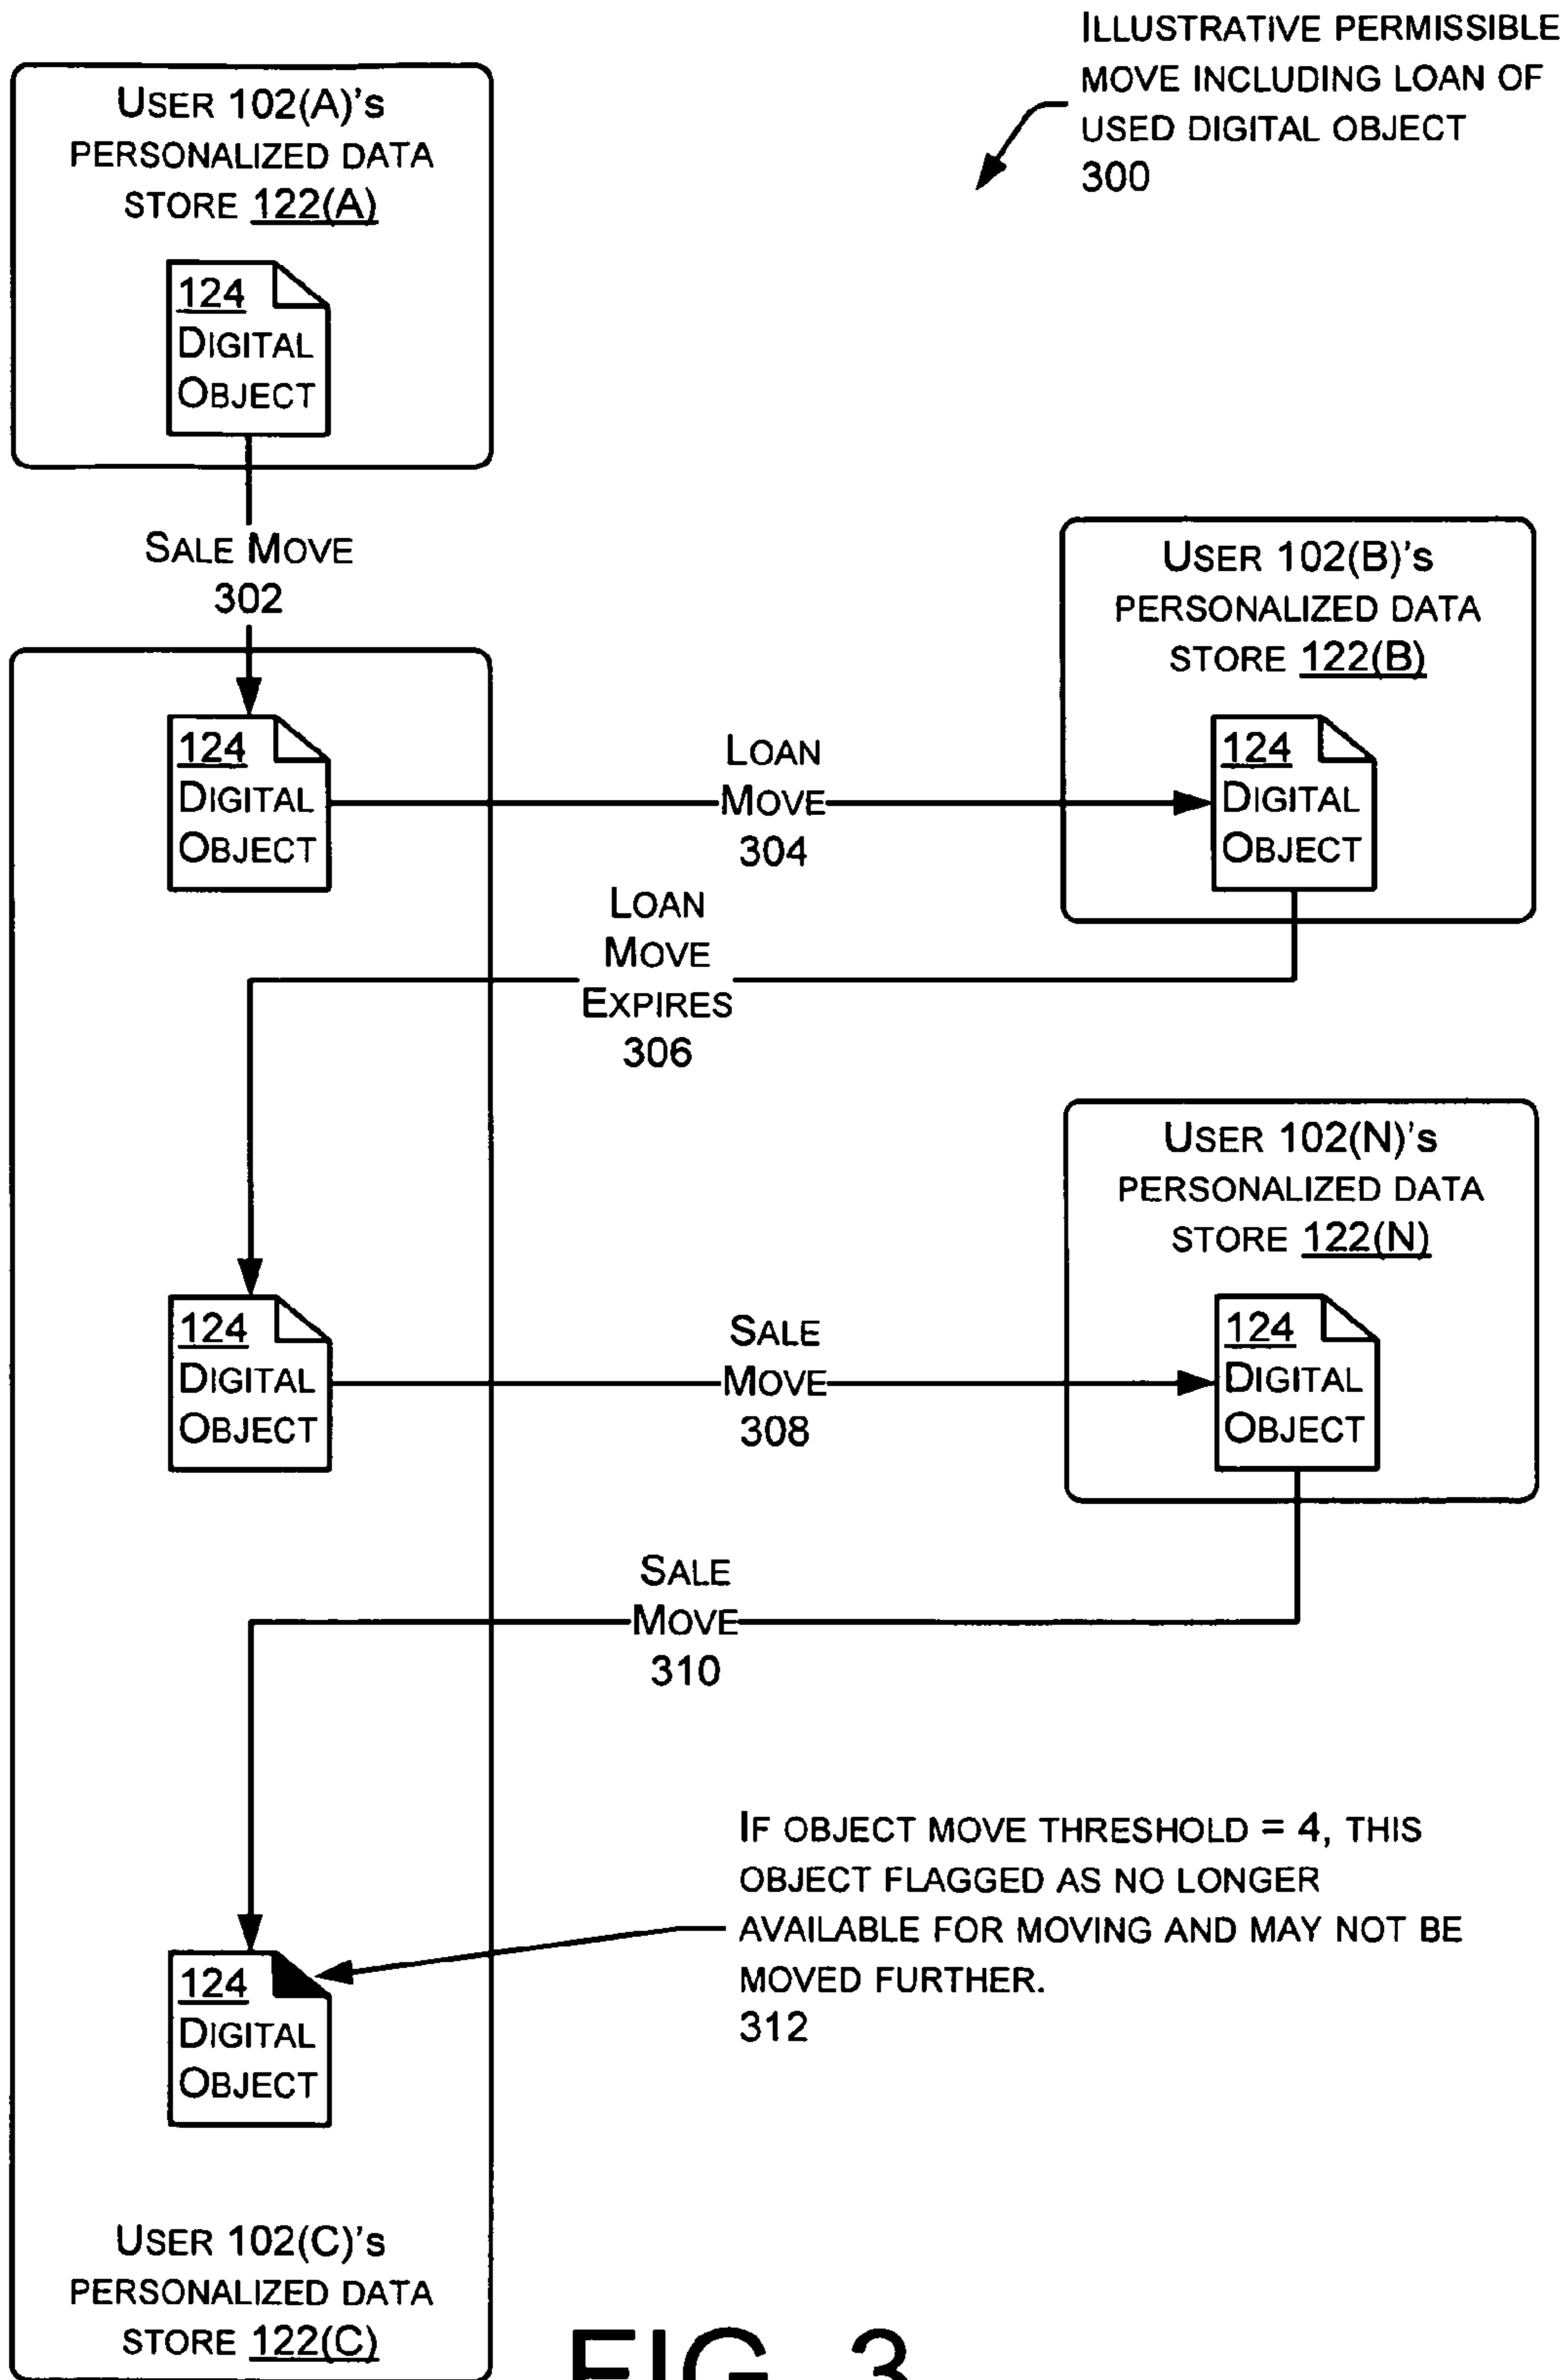 ILLUSTRATIVE PERMISSIBLE
MOVE INCLUDING LOAN OF
USED DIGITAL OBJECT
300
USER 102(A)'s
PERSONALIZED DATA
STORE 122(A)
124
DIGITAL
OBJECT
SALE MOVE
302
USER 102(B)'s
PERSONALIZED DATA
STORE 122(B)
124
DIGITAL
OBJECT
LOAN
MOVE
304
124
DIGITAL
OBJECT
LOAN
MOVE
EXPIRES
306
USER 102(N)'s
PERSONALIZED DATA
STORE 122(N)
124
DIGITAL
OBJECT
SALE
MOVE
308
124
DIGITAL
OBJECT
SALE
MOVE
310
IF OBJECT MOVE THRESHOLD = 4, THIS
OBJECT FLAGGED AS NO LONGER
AVAILABLE FOR MOVING AND MAY NOT BE
MOVED FURTHER.
312
124
DIGITAL
OBJECT
USER 102(C)'s
PERSONALIZED DATA
STORE 122(C)
FIG. 3